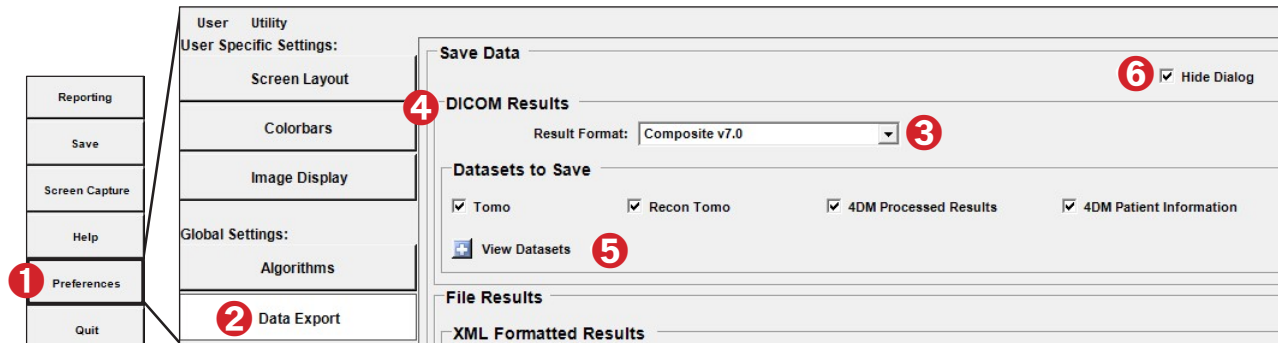 Reporting
Save
Screen Capture
Help
1 Preferences
Quit
User Utility
User Specific Settings:
Screen Layout
Colorbars
Image Display
Global Settings:
Algorithms
2 Data Export
Save Data
6 Hide Dialog
4 DICOM Results
Result Format: Composite v7.0 3
Datasets to Save
Tomo Recon Tomo 4DM Processed Results 4DM Patient Information
View Datasets 5
File Results
XML Formatted Results